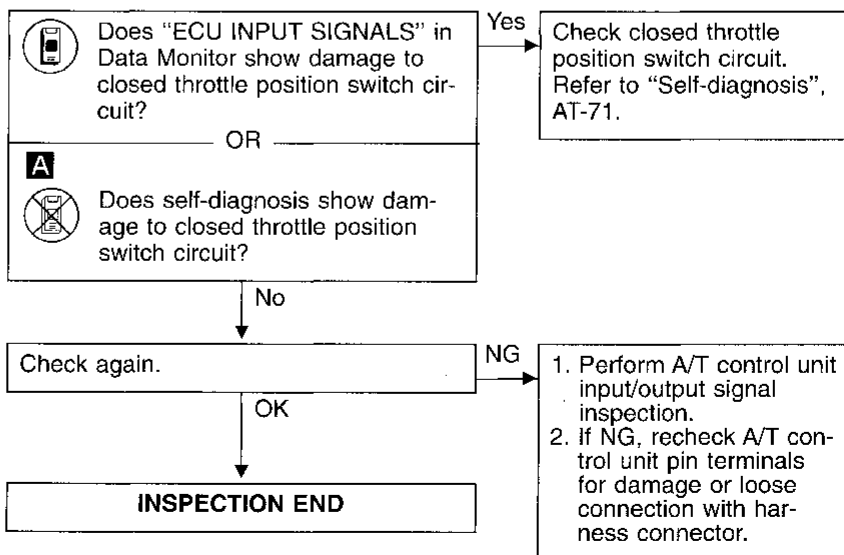 Does “ECU INPUT SIGNALS” in
Data Monitor show damage to
closed throttle position switch cir-
cuit?
Yes
Check closed throttle
position switch circuit.
Refer to “Self-diagnosis”,
AT-71.
OR
A
Does self-diagnosis show dam-
age to closed throttle position
switch circuit?
No
Check again.
NG
1. Perform A/T control unit
input/output signal
inspection.
2. If NG, recheck A/T con-
trol unit pin terminals
for damage or loose
connection with har-
ness connector.
OK
INSPECTION END